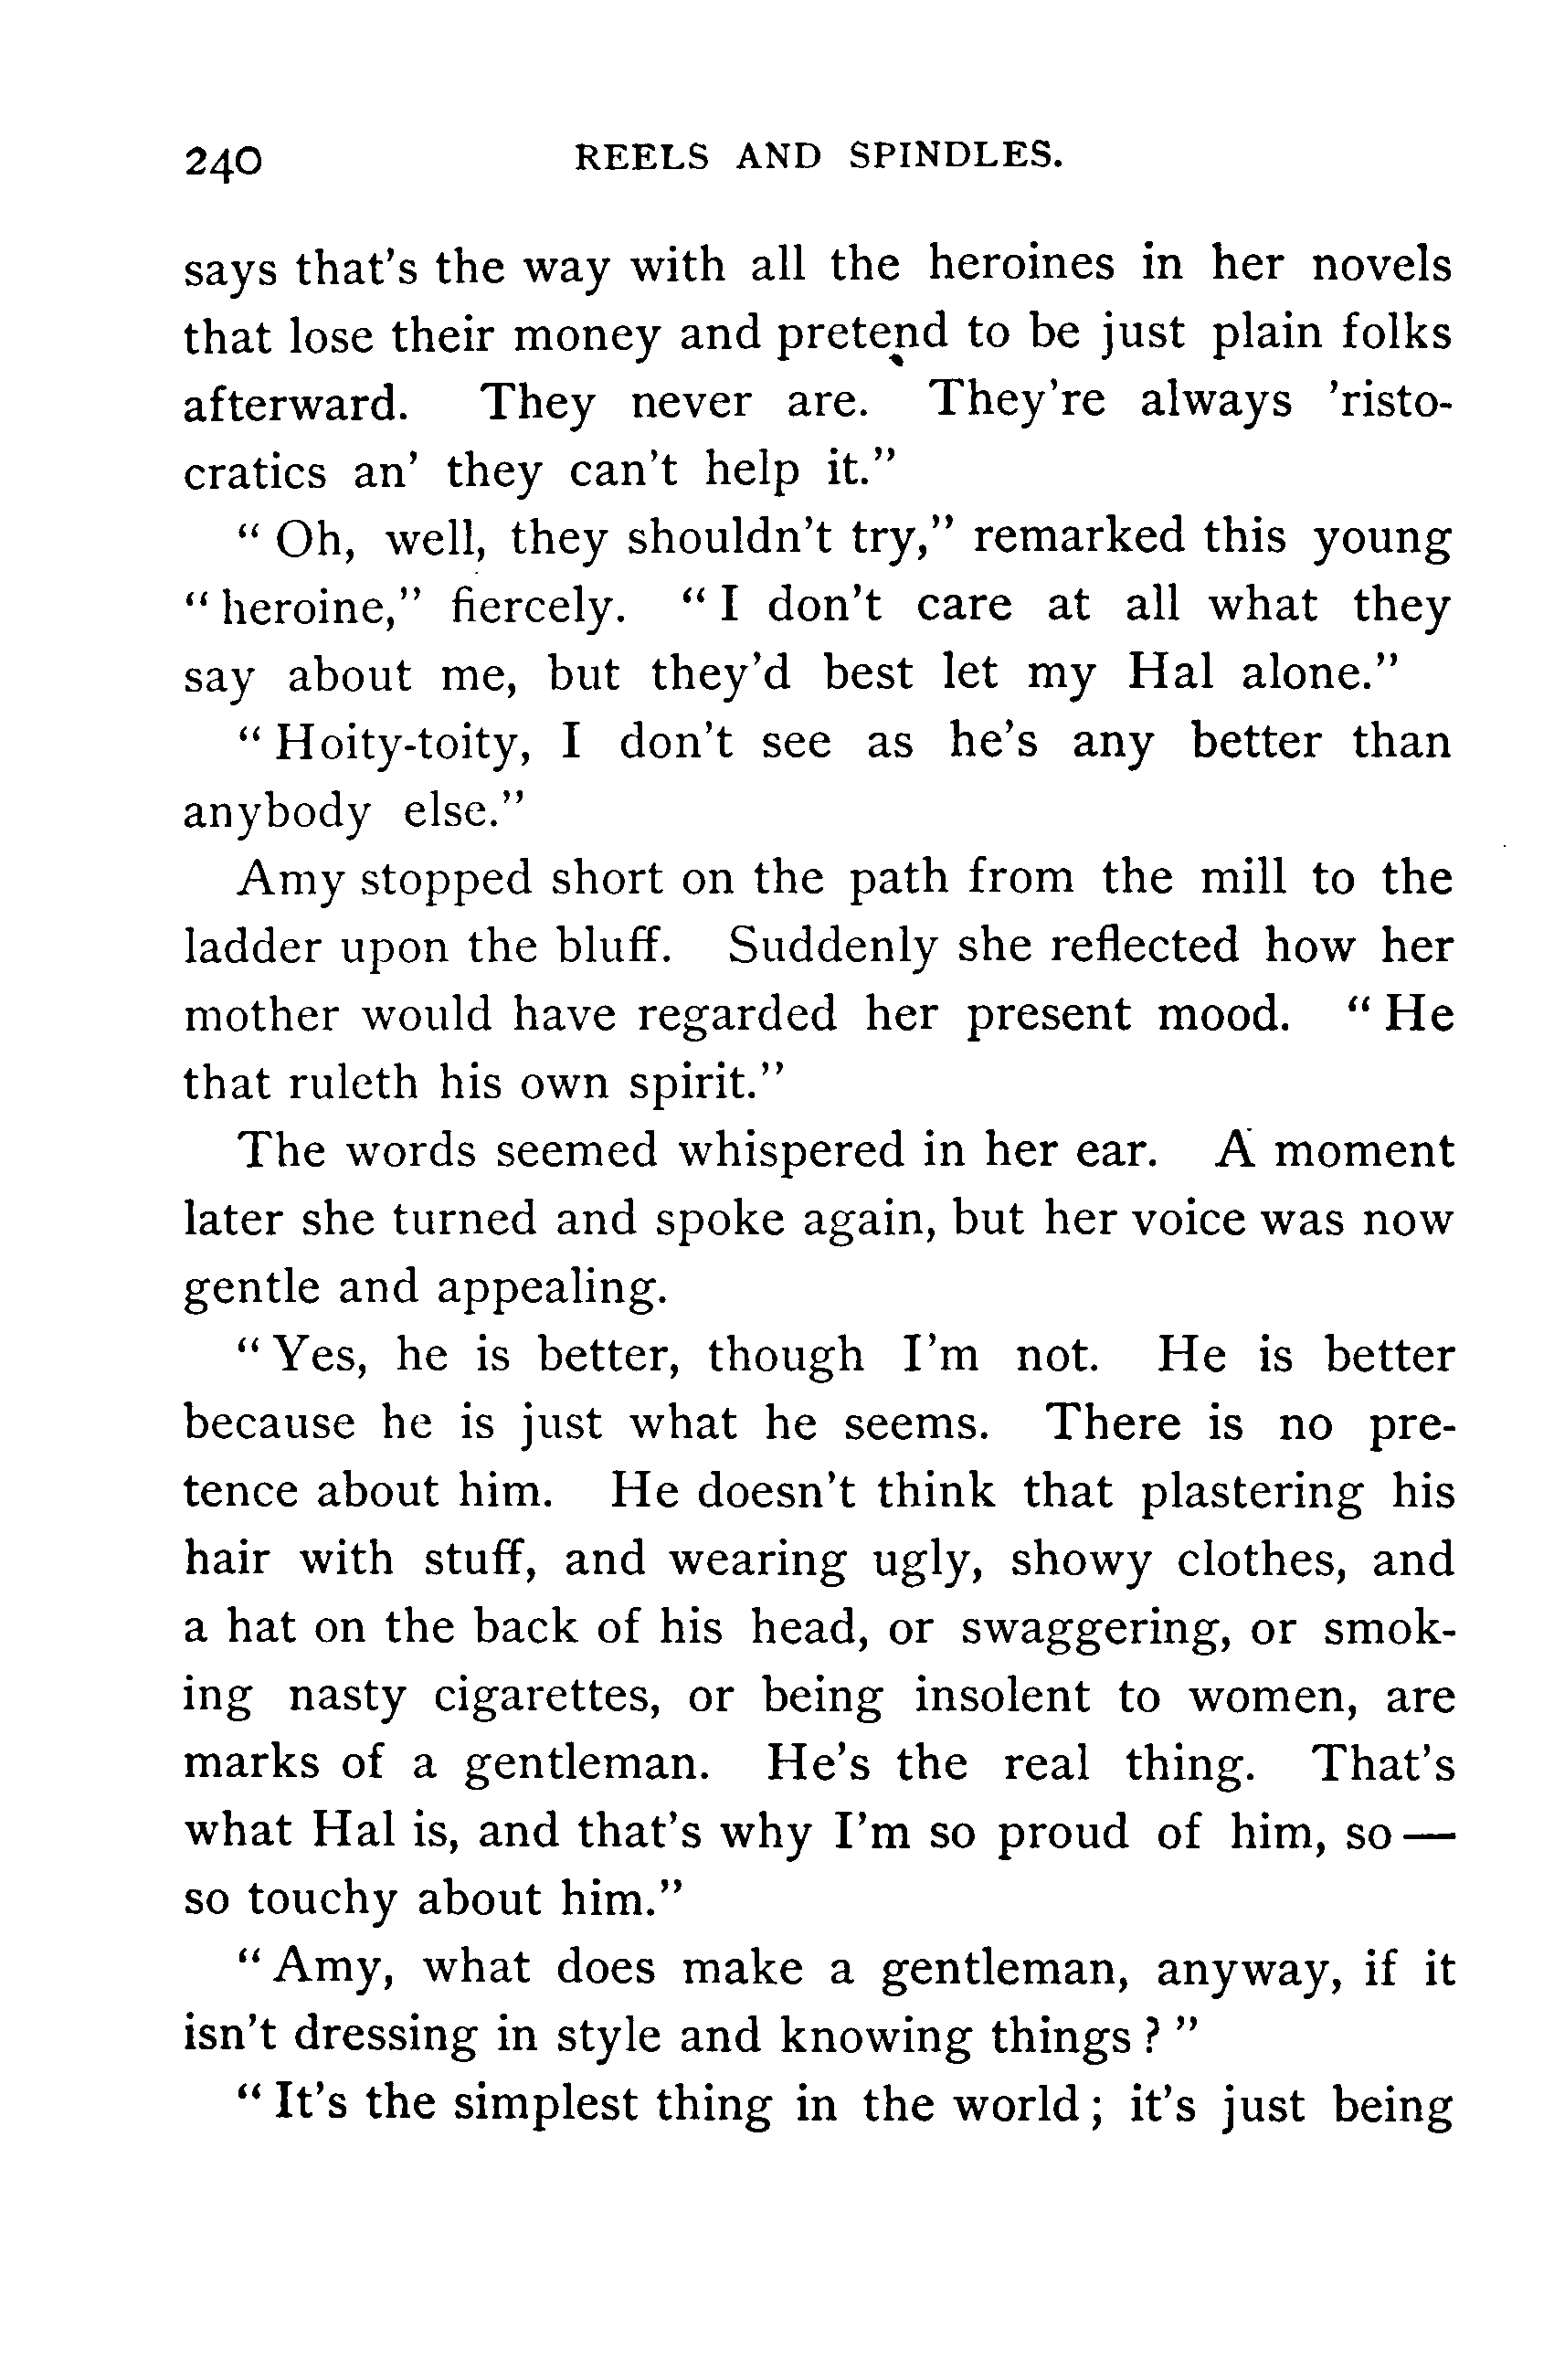 240 REELS AND SPINDLES.
says that's the way with all the heroines in her novels
that lose their money and pretend to be just plain folks
afterward. They never are. They're always 'risto-
cratics an' they can't help it."
"Oh, well, they shouldn't try," remarked this young
"heroine," fiercely. "I don't care at all what they
say about me, but they'd best let my Hal alone."
"Hoity-toity, I don't see as he's any better than
anybody else."
Amy stopped short on the path from the mill to the
ladder upon the bluff. Suddenly she reflected how her
mother would have regarded her present mood. "He
that ruleth his own spirit."
The words seemed whispered in her ear. A moment
later she turned and spoke again, but her voice was now
gentle and appealing.
"Yes, he is better, though I'm not. He is better
because he is just what he seems. There is no pre-
tence about him. He doesn't think that plastering his
hair with stuff, and wearing ugly, showy clothes, and
a hat on the back of his head, or swaggering, or smok-
ing nasty cigarettes, or being insolent to women, are
marks of a gentleman. He's the real thing. That's
what Hal is, and that's why I'm so proud of him, so—
so touchy about him."
"Amy, what does make a gentleman, anyway, if it
isn't dressing in style and knowing things?"
"It's the simplest thing in the world; it's just being